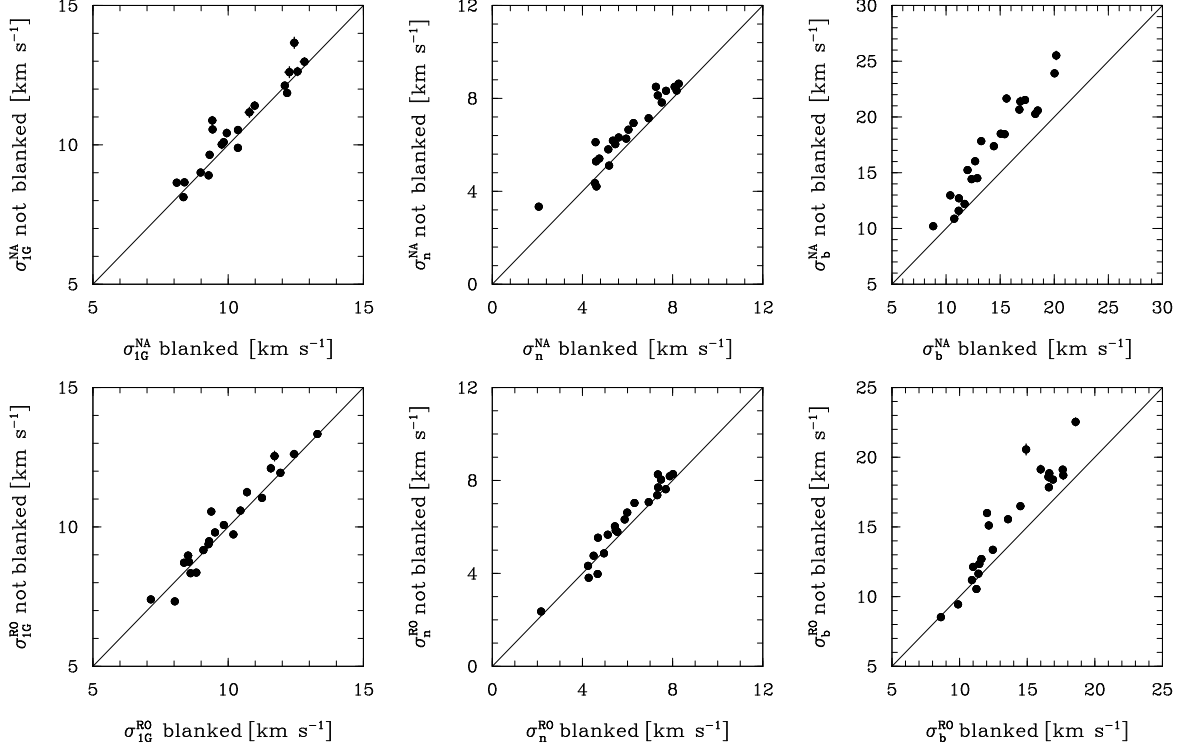 15
10
5
5 10 15
σ_1G^NA not blanked [km s⁻¹]
σ_1G^NA blanked [km s⁻¹]
12
8
4
0
0 4 8 12
σ_n^NA not blanked [km s⁻¹]
σ_n^NA blanked [km s⁻¹]
30
25
20
15
10
5
5 10 15 20 25 30
σ_b^NA not blanked [km s⁻¹]
σ_b^NA blanked [km s⁻¹]
15
10
5
5 10 15
σ_1G^RO not blanked [km s⁻¹]
σ_1G^RO blanked [km s⁻¹]
12
8
4
0
0 4 8 12
σ_n^RO not blanked [km s⁻¹]
σ_n^RO blanked [km s⁻¹]
25
20
15
10
5
5 10 15 20 25
σ_b^RO not blanked [km s⁻¹]
σ_b^RO blanked [km s⁻¹]